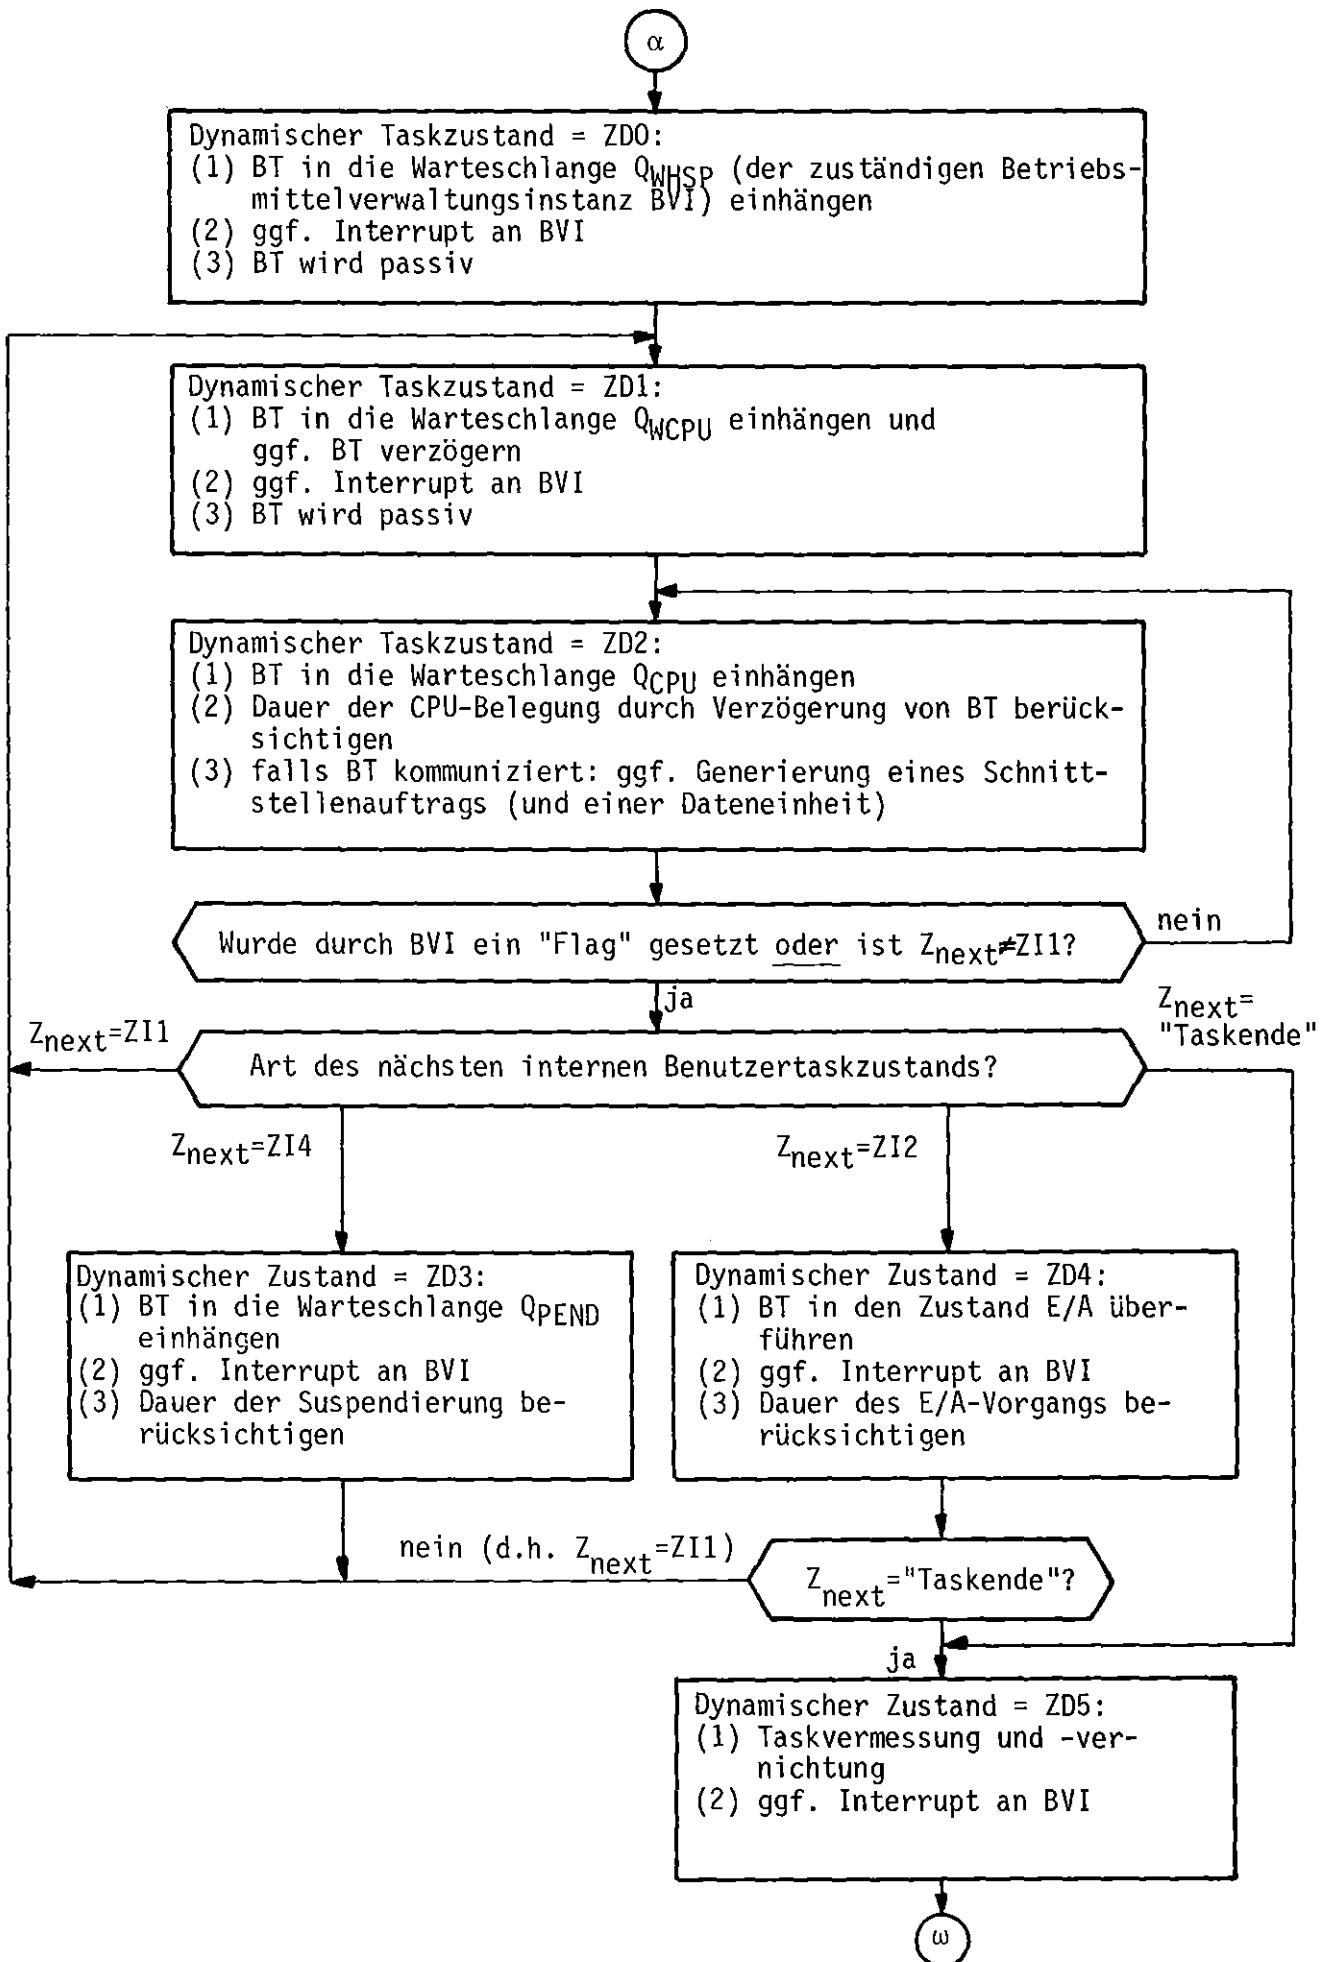 α
Dynamischer Taskzustand = ZD0:
(1) BT in die Warteschlange QWHSP (der zuständigen Betriebs-
mittelverwaltungsinstanz BVI) einhängen
(2) ggf. Interrupt an BVI
(3) BT wird passiv
Dynamischer Taskzustand = ZD1:
(1) BT in die Warteschlange QWCPU einhängen und
ggf. BT verzögern
(2) ggf. Interrupt an BVI
(3) BT wird passiv
Dynamischer Taskzustand = ZD2:
(1) BT in die Warteschlange QCPU einhängen
(2) Dauer der CPU-Belegung durch Verzögerung von BT berück-
sichtigen
(3) falls BT kommuniziert: ggf. Generierung eines Schnitt-
stellenauftrags (und einer Dateneinheit)
Wurde durch BVI ein "Flag" gesetzt oder ist Znext≠ZI1?
nein
ja
Znext=
"Taskende"
Znext=ZI1
Art des nächsten internen Benutzertaskzustands?
Znext=ZI4
Znext=ZI2
Dynamischer Zustand = ZD3:
(1) BT in die Warteschlange QPEND
einhängen
(2) ggf. Interrupt an BVI
(3) Dauer der Suspendierung be-
rücksichtigen
Dynamischer Zustand = ZD4:
(1) BT in den Zustand E/A über-
führen
(2) ggf. Interrupt an BVI
(3) Dauer des E/A-Vorgangs be-
rücksichtigen
nein (d.h. Znext=ZI1)
Znext="Taskende"?
ja
Dynamischer Zustand = ZD5:
(1) Taskvermessung und -ver-
nichtung
(2) ggf. Interrupt an BVI
ω